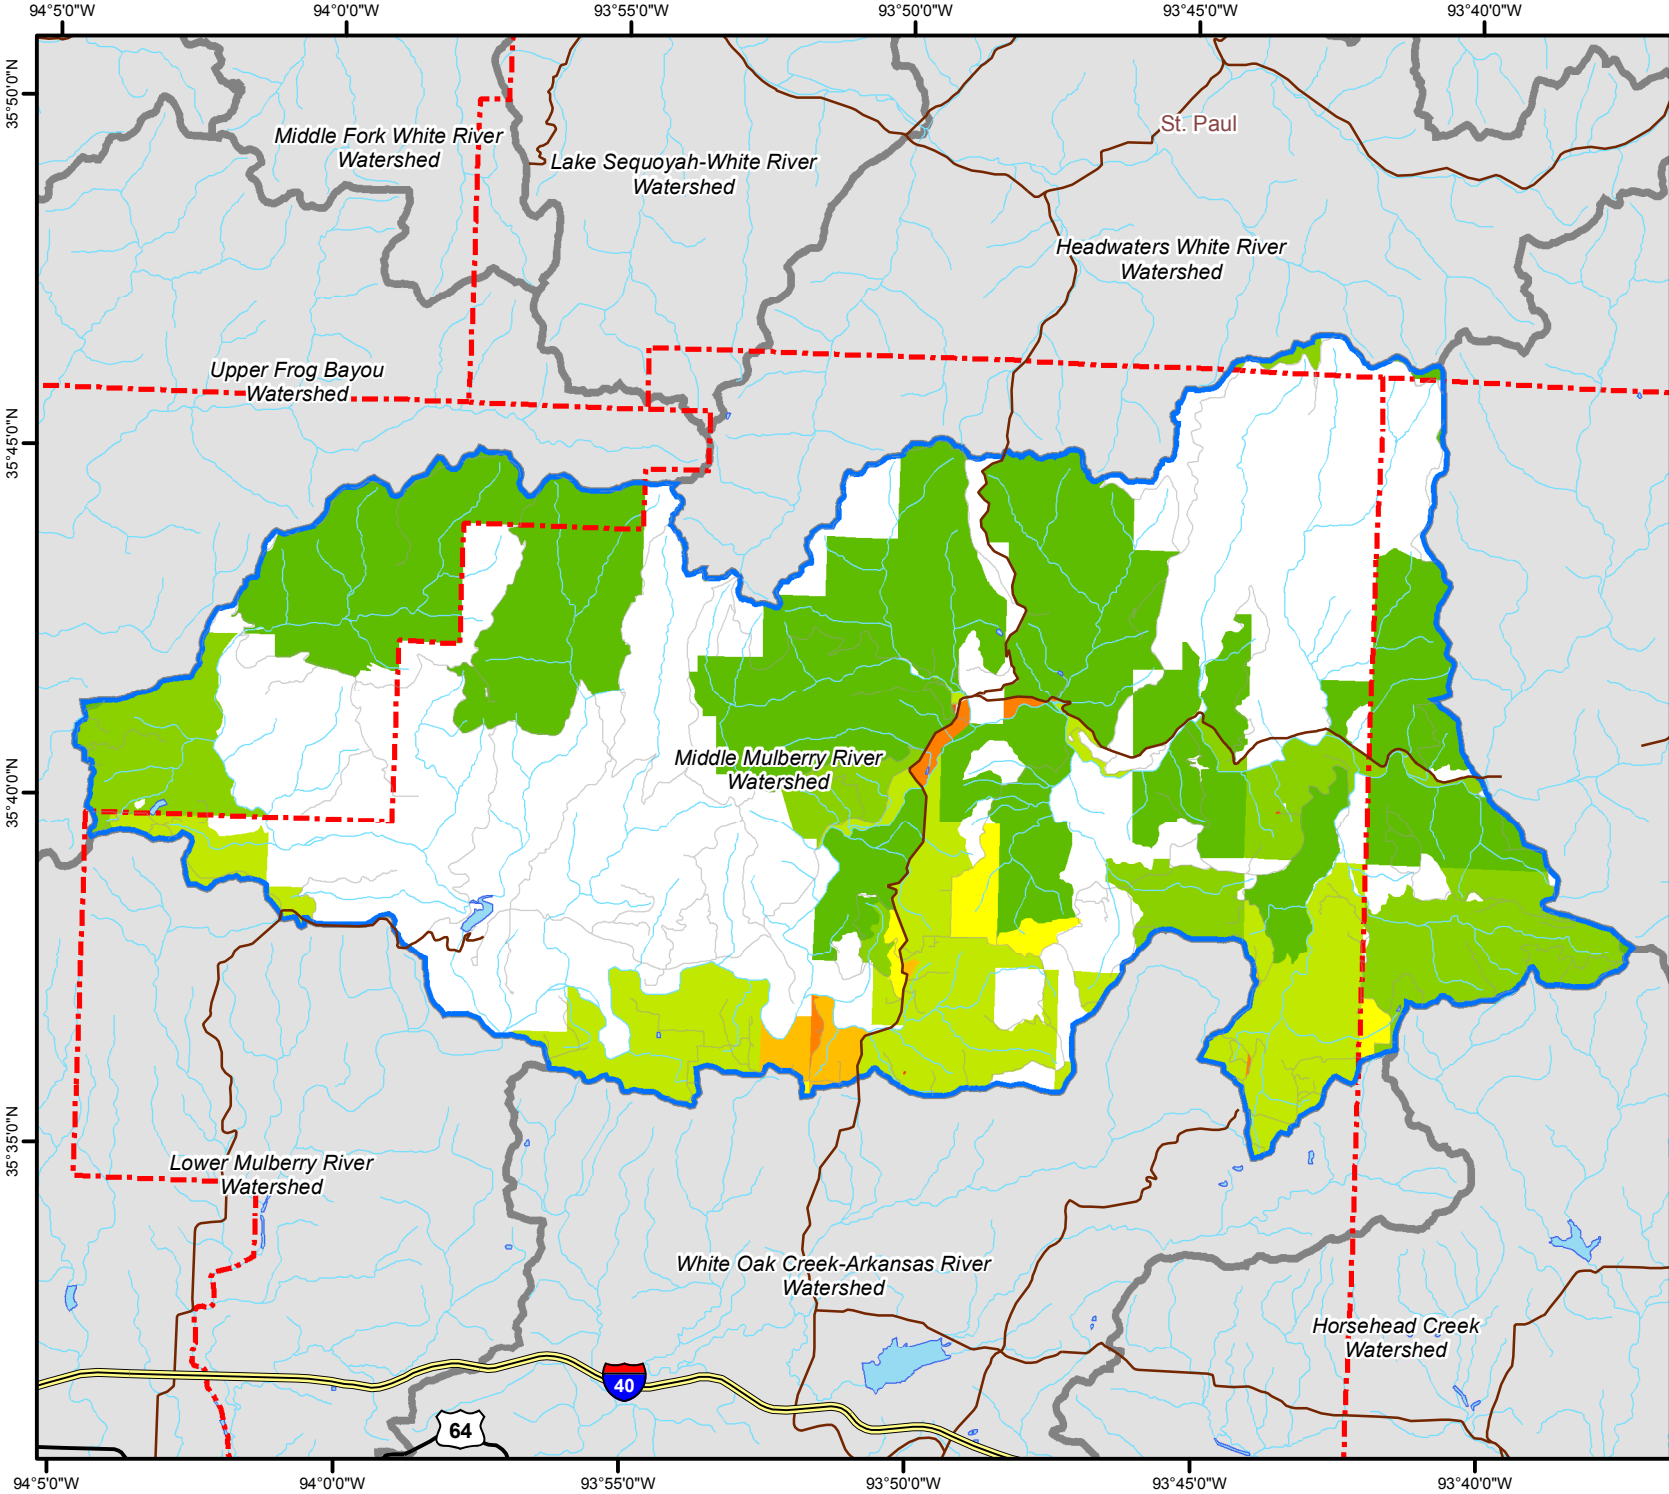 94°5'0"W
94°0'0"W
93°55'0"W
93°50'0"W
93°45'0"W
93°40'0"W
35°50'0"N
St. Paul
Middle Fork White River
Watershed
Lake Sequoyah-White River
Watershed
Headwaters White River
Watershed
Upper Frog Bayou
Watershed
35°45'0"N
Middle Mulberry River
Watershed
35°40'0"N
35°35'0"N
Lower Mulberry River
Watershed
White Oak Creek-Arkansas River
Watershed
Horsehead Creek
Watershed
40
64
94°5'0"W
94°0'0"W
93°55'0"W
93°50'0"W
93°45'0"W
93°40'0"W